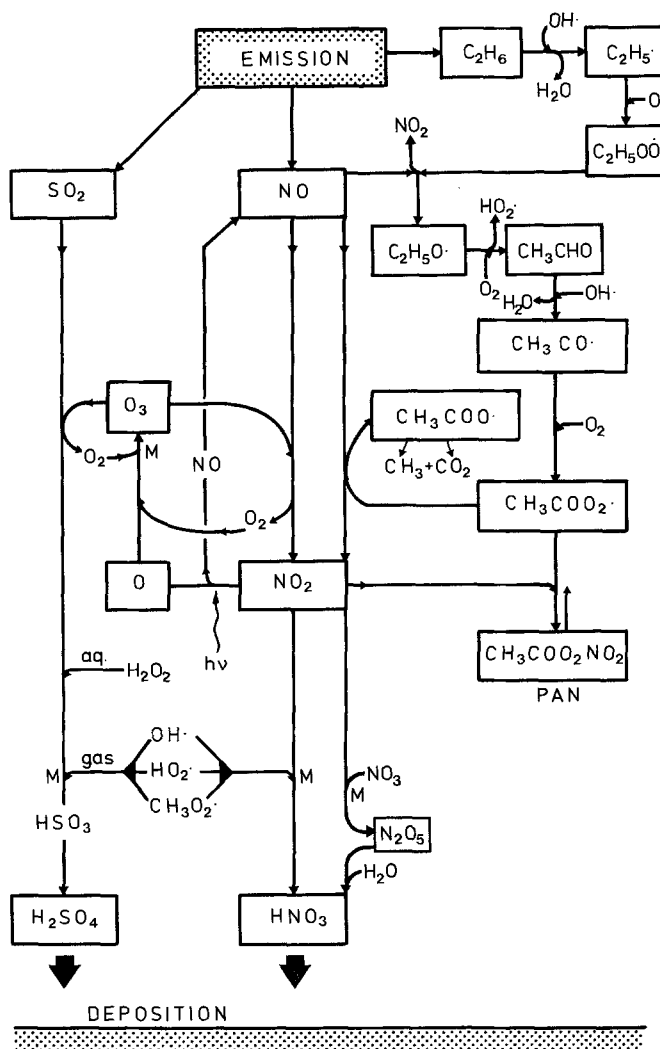 EMISSION
C₂H₆
OH·
H₂O
C₂H₅·
O
C₂H₅OȮ
NO₂
SO₂
NO
C₂H₅O·
HO₂·
O₂
CH₃CHO
H₂O
OH·
CH₃CO·
O₂
O₃
O₂
M
NO
O₂
CH₃COO·
CH₃+CO₂
CH₃COO₂·
O
NO₂
hν
CH₃COO₂NO₂
PAN
aq.
H₂O₂
OH·
gas
HO₂·
CH₃O₂·
M
M
NO₃
M
HSO₃
N₂O₅
H₂O
H₂SO₄
HNO₃
DEPOSITION